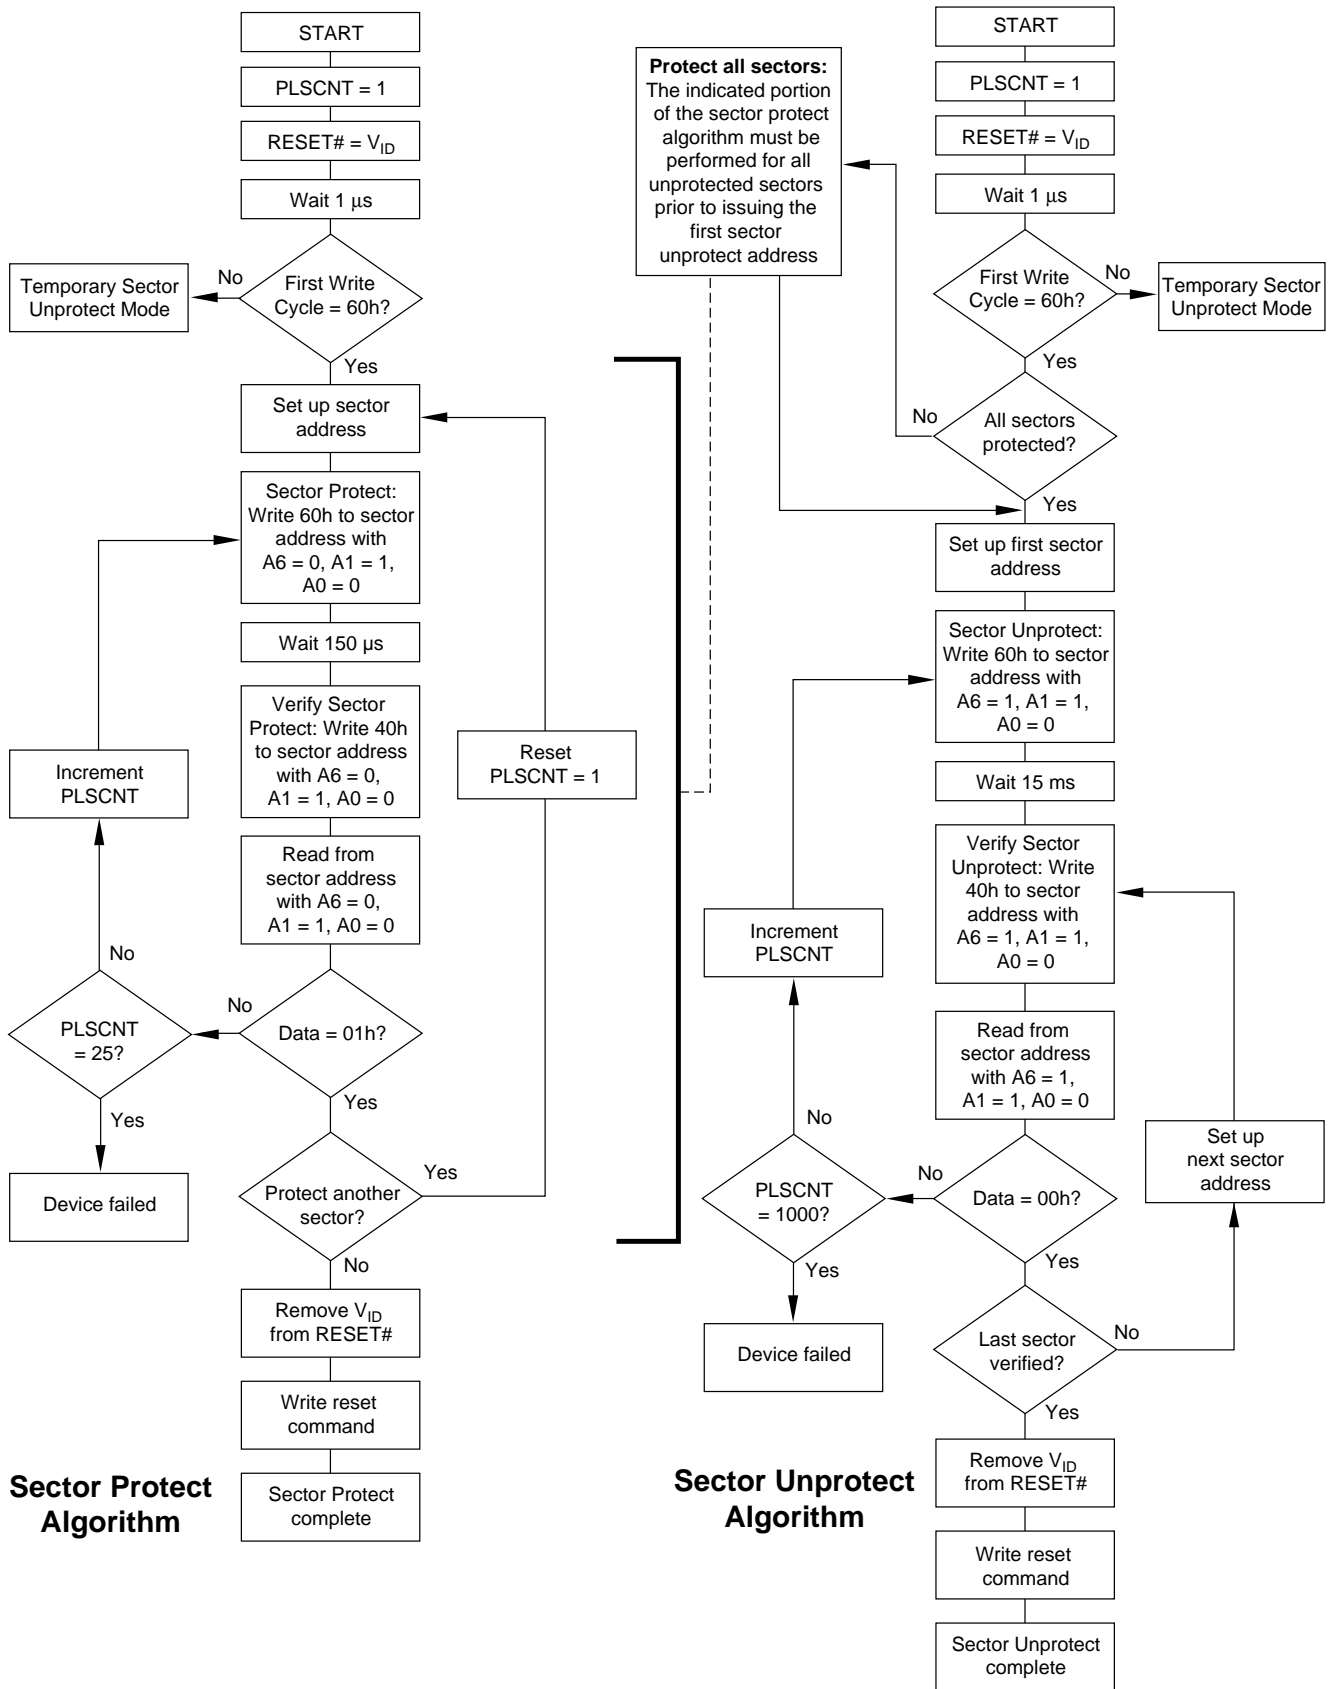 START
PLSCNT = 1
RESET# = VID
Wait 1 μs
First Write
Cycle = 60h?
No
Temporary Sector
Unprotect Mode
Yes
Set up sector
address
Sector Protect:
Write 60h to sector
address with
A6 = 0, A1 = 1,
A0 = 0
Wait 150 µs
Verify Sector
Protect: Write 40h
to sector address
with A6 = 0,
A1 = 1, A0 = 0
Increment
PLSCNT
Reset
PLSCNT = 1
Read from
sector address
with A6 = 0,
A1 = 1, A0 = 0
No
No
PLSCNT
= 25?
Data = 01h?
Yes
Yes
Device failed
Protect another
sector?
Yes
No
Remove VID
from RESET#
Write reset
command
Sector Protect
complete
Sector Protect
Algorithm
Protect all sectors:
The indicated portion
of the sector protect
algorithm must be
performed for all
unprotected sectors
prior to issuing the
first sector
unprotect address
START
PLSCNT = 1
RESET# = VID
Wait 1 μs
First Write
Cycle = 60h?
No
Temporary Sector
Unprotect Mode
Yes
No
All sectors
protected?
Yes
Set up first sector
address
Sector Unprotect:
Write 60h to sector
address with
A6 = 1, A1 = 1,
A0 = 0
Wait 15 ms
Verify Sector
Unprotect: Write
40h to sector
address with
A6 = 1, A1 = 1,
A0 = 0
Increment
PLSCNT
Read from
sector address
with A6 = 1,
A1 = 1, A0 = 0
No
No
PLSCNT
= 1000?
Data = 00h?
Set up
next sector
address
Yes
Yes
Device failed
Last sector
verified?
No
Yes
Remove VID
from RESET#
Write reset
command
Sector Unprotect
complete
Sector Unprotect
Algorithm